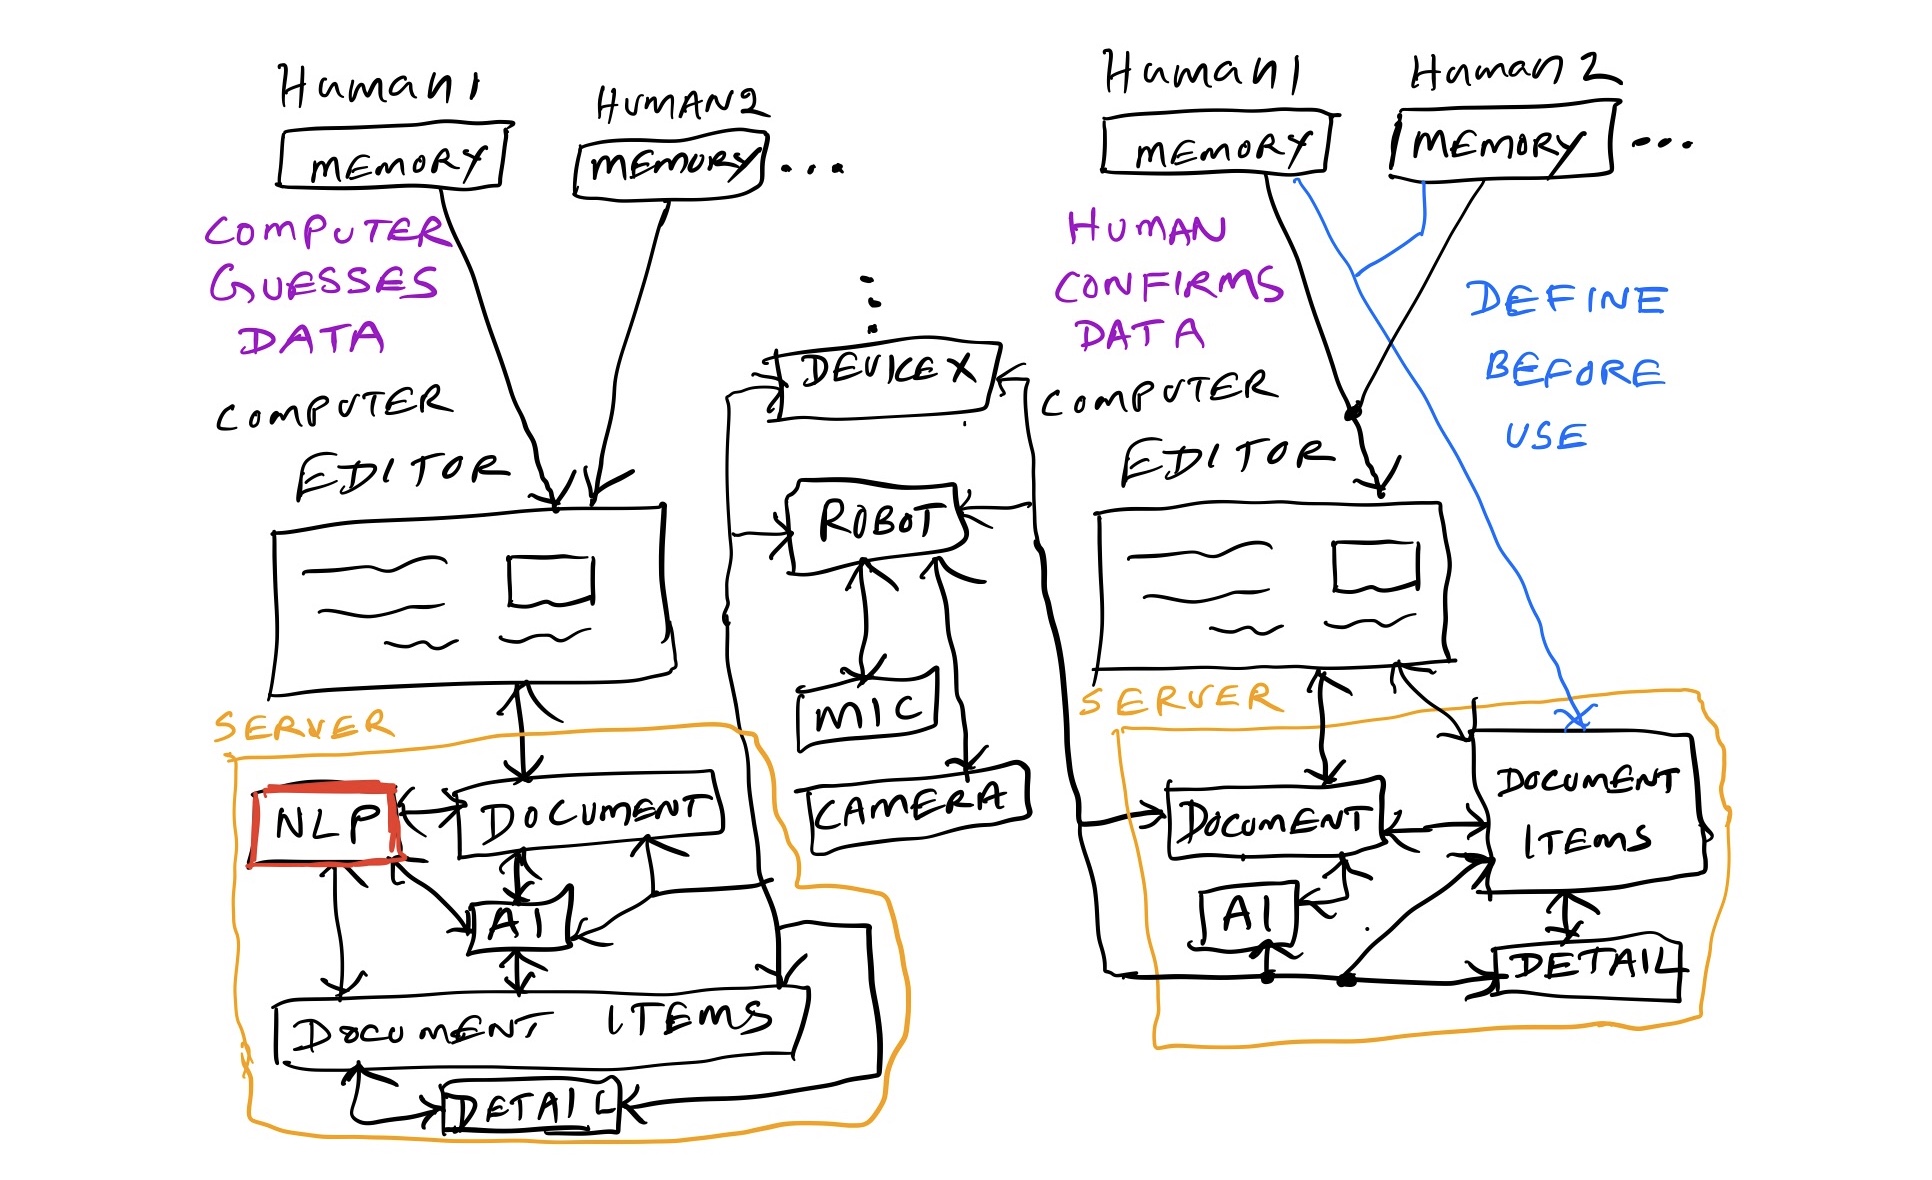 Human1
MEMORY
HUMAN2
MEMORY ...
COMPUTER
GUESSES
DATA
COMPUTER
EDITOR
SERVER
NLP
DOCUMENT
AI
DOCUMENT ITEMS
DETAIL
DEVICE X
ROBOT
MIC
CAMERA
Human1
MEMORY
Human2
MEMORY ...
HUMAN
CONFIRMS
DATA
DEFINE
BEFORE
USE
COMPUTER
EDITOR
SERVER
DOCUMENT
AI
DOCUMENT
ITEMS
DETAIL